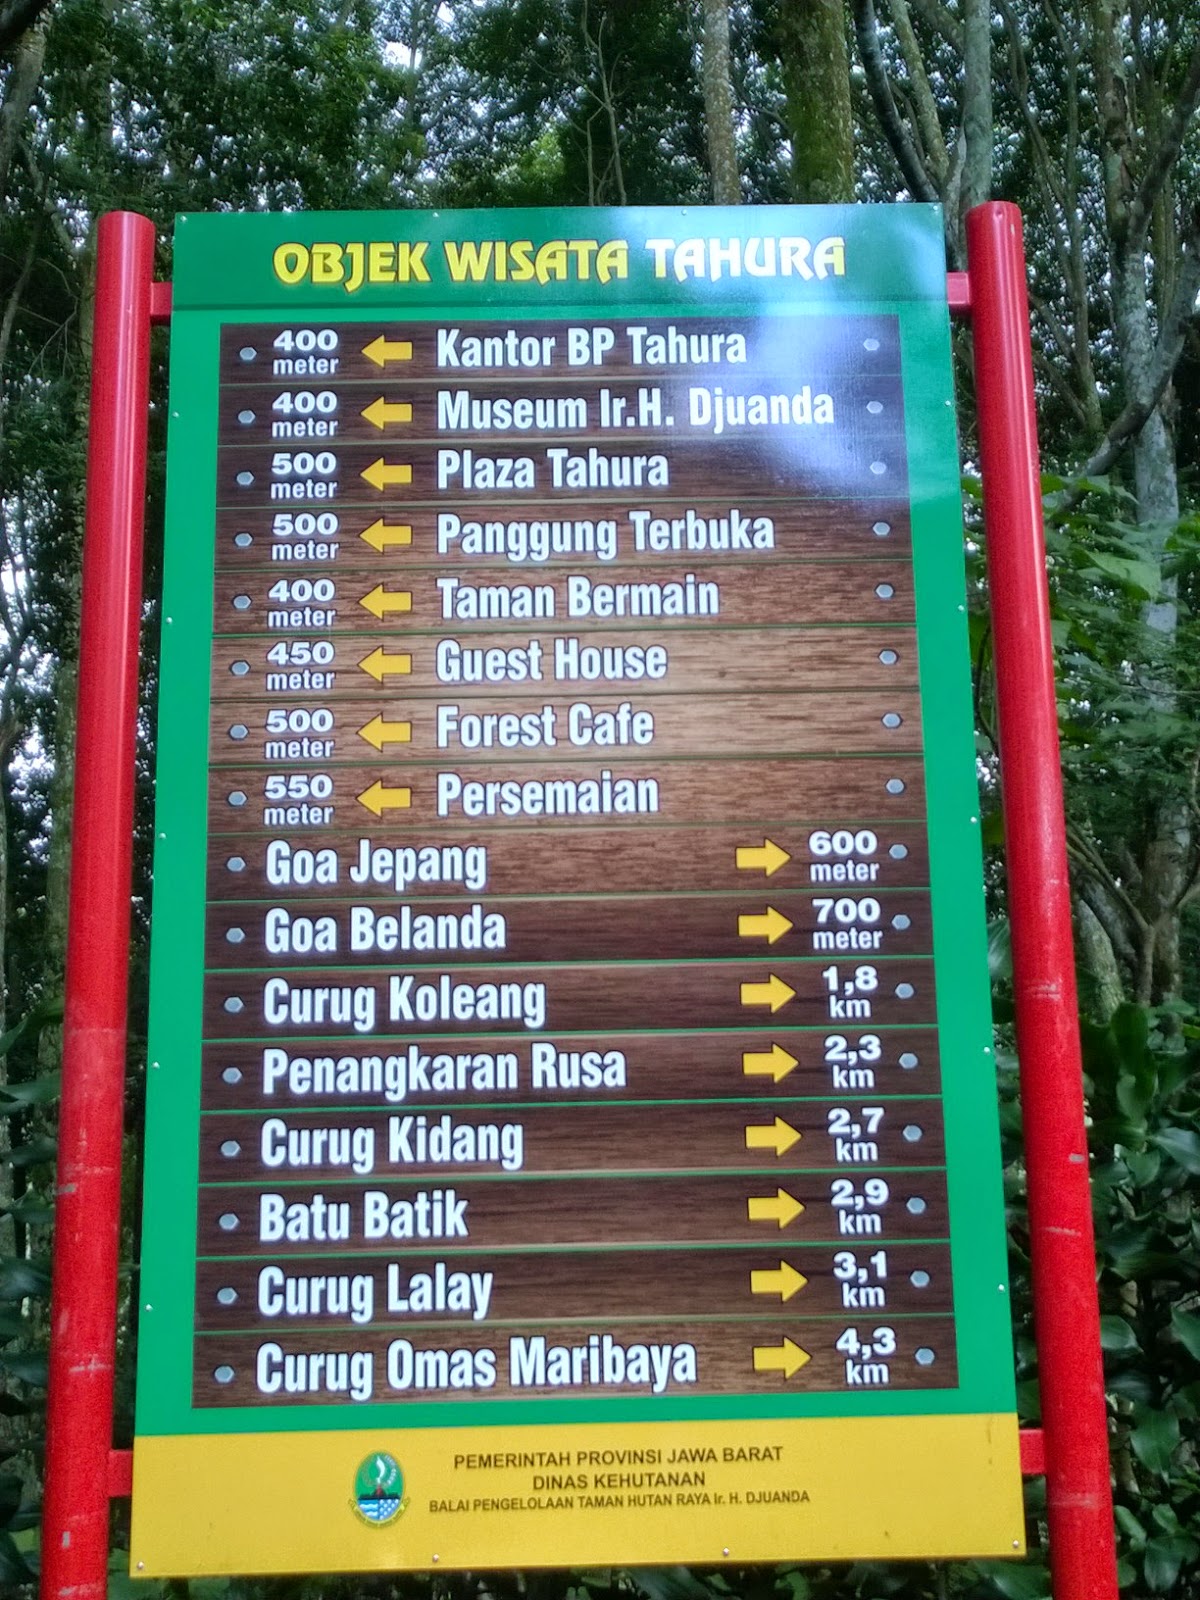 OBJEK WISATA TAHURA
400 meter Kantor BP Tahura
400 meter Museum Ir.H. Djuanda
500 meter Plaza Tahura
500 meter Panggung Terbuka
400 meter Taman Bermain
450 meter Guest House
500 meter Forest Cafe
550 meter Persemaian
Goa Jepang 600 meter
Goa Belanda 700 meter
Curug Koleang 1,8 km
Penangkaran Rusa 2,3 km
Curug Kidang 2,7 km
Batu Batik 2,9 km
Curug Lalay 3,1 km
Curug Omas Maribaya 4,3 km
PEMERINTAH PROVINSI JAWA BARAT
DINAS KEHUTANAN
BALAI PENGELOLAAN TAMAN HUTAN RAYA Ir. H. DJUANDA